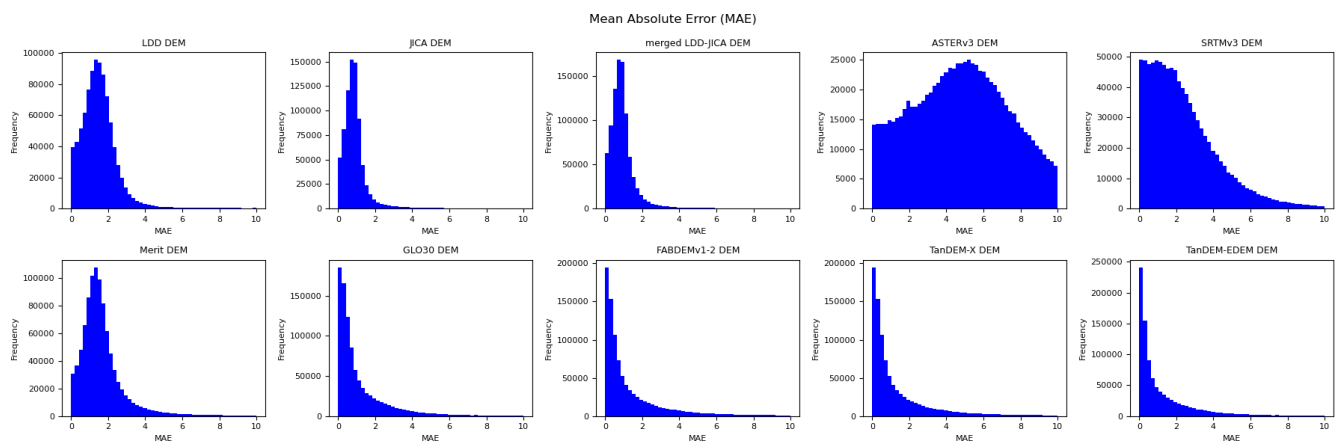 Mean Absolute Error (MAE)
LDD DEM
100000
80000
60000
40000
20000
0
Frequency
0 2 4 6 8 10
MAE
JICA DEM
150000
125000
100000
75000
50000
25000
0
Frequency
0 2 4 6 8 10
MAE
merged LDD-JICA DEM
150000
100000
50000
0
Frequency
0 2 4 6 8 10
MAE
ASTERv3 DEM
25000
20000
15000
10000
5000
0
Frequency
0 2 4 6 8 10
MAE
SRTMv3 DEM
50000
40000
30000
20000
10000
0
Frequency
0 2 4 6 8 10
MAE
Merit DEM
100000
80000
60000
40000
20000
0
Frequency
0 2 4 6 8 10
MAE
GLO30 DEM
150000
100000
50000
0
Frequency
0 2 4 6 8 10
MAE
FABDEMv1-2 DEM
200000
150000
100000
50000
0
Frequency
0 2 4 6 8 10
MAE
TanDEM-X DEM
200000
150000
100000
50000
0
Frequency
0 2 4 6 8 10
MAE
TanDEM-EDEM DEM
250000
200000
150000
100000
50000
0
Frequency
0 2 4 6 8 10
MAE